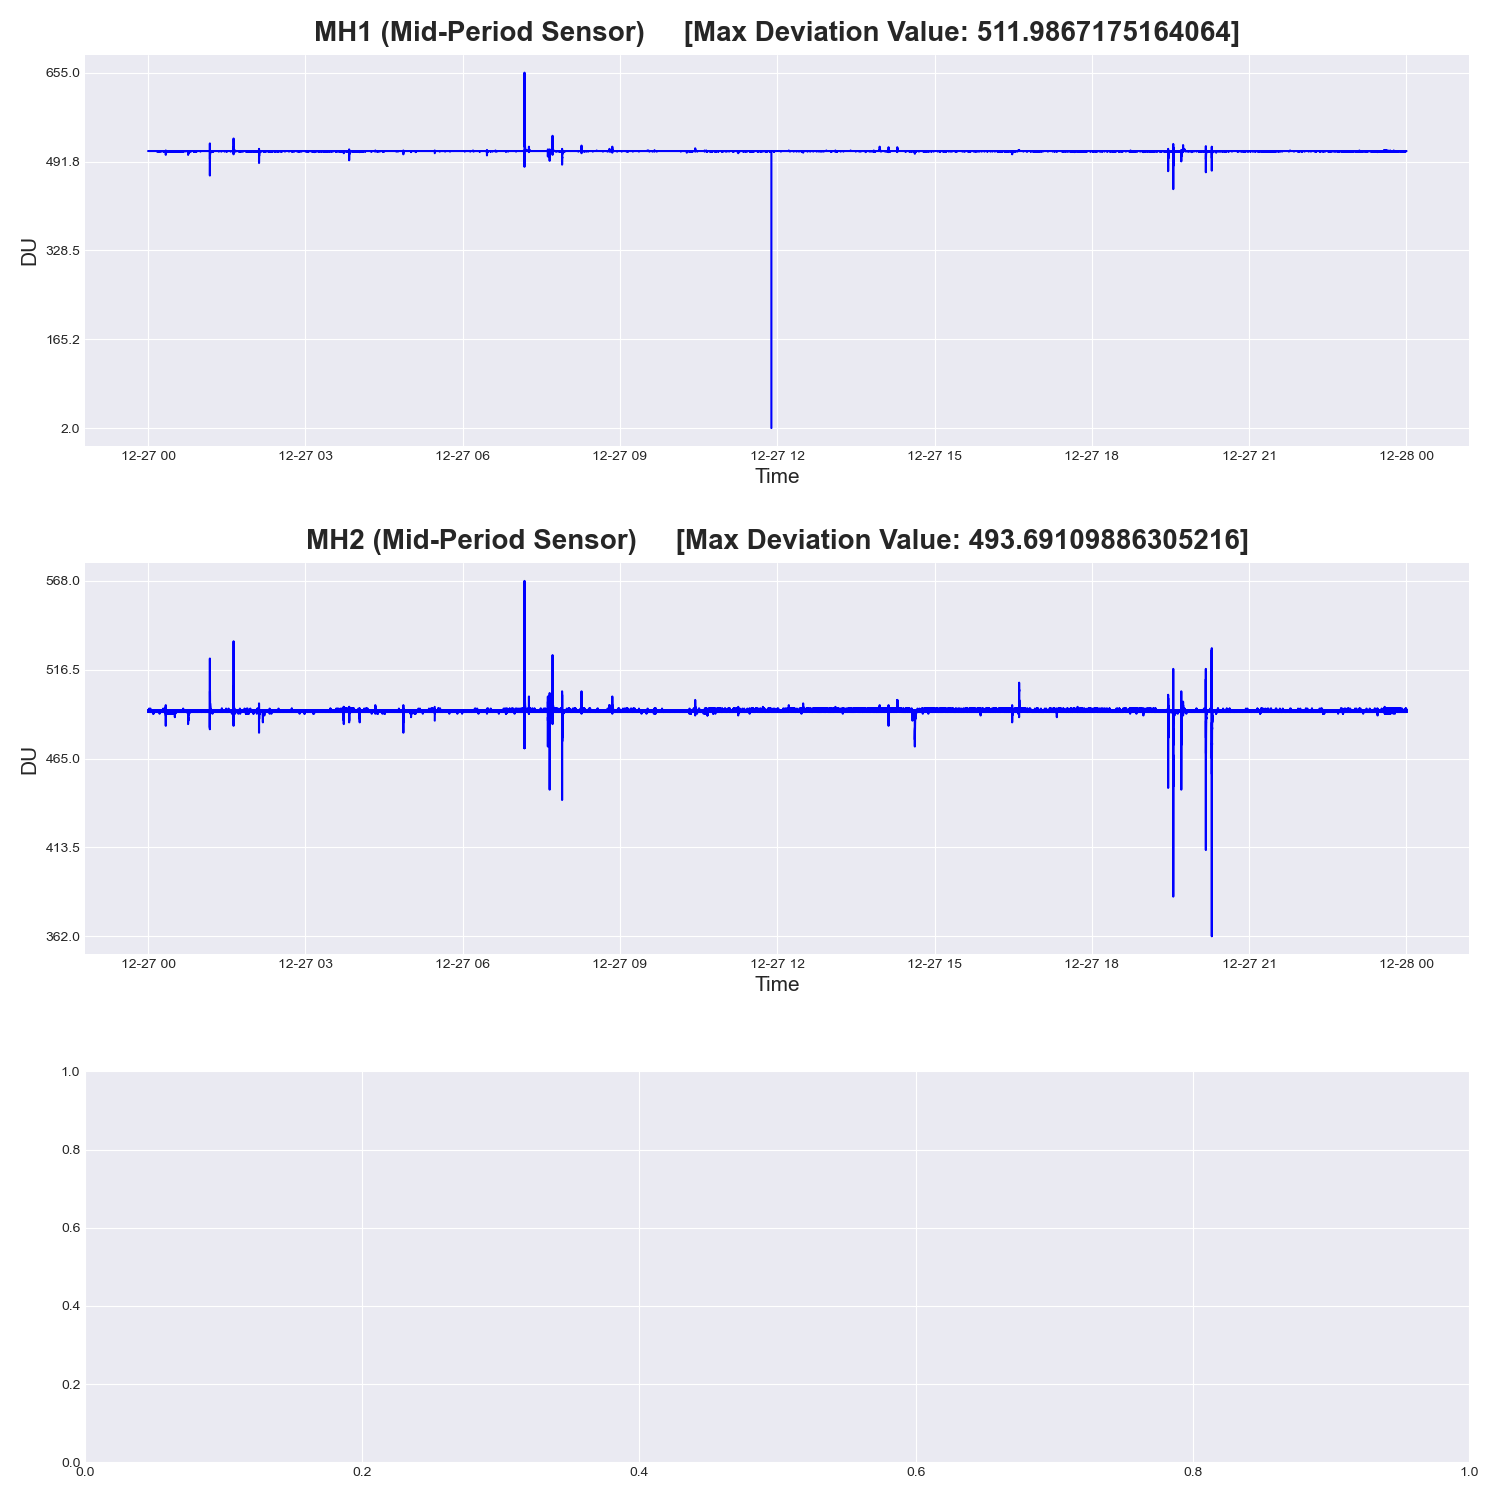 MH1 (Mid-Period Sensor) [Max Deviation Value: 511.9867175164064]
655.0
491.8
328.5
165.2
2.0
DU
12-27 00 12-27 03 12-27 06 12-27 09 12-27 12 12-27 15 12-27 18 12-27 21 12-28 00
Time
MH2 (Mid-Period Sensor) [Max Deviation Value: 493.69109886305216]
568.0
516.5
465.0
413.5
362.0
DU
12-27 00 12-27 03 12-27 06 12-27 09 12-27 12 12-27 15 12-27 18 12-27 21 12-28 00
Time
1.0
0.8
0.6
0.4
0.2
0.0
0.0 0.2 0.4 0.6 0.8 1.0